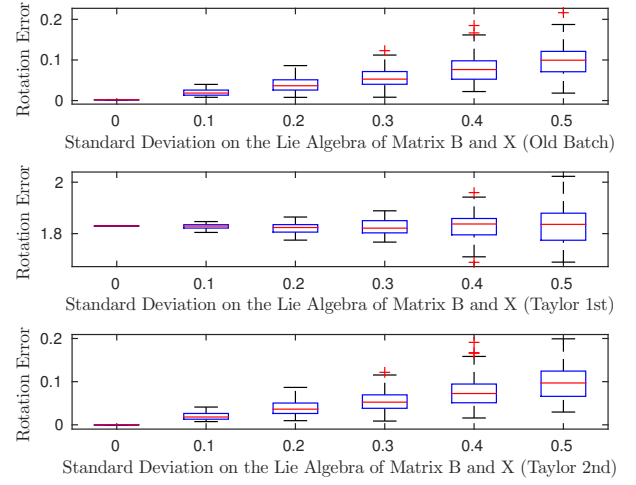 Rotation Error
0.2
0.1
0
0 0.1 0.2 0.3 0.4 0.5
Standard Deviation on the Lie Algebra of Matrix B and X (Old Batch)
Rotation Error
2
1.8
0 0.1 0.2 0.3 0.4 0.5
Standard Deviation on the Lie Algebra of Matrix B and X (Taylor 1st)
Rotation Error
0.2
0.1
0
0 0.1 0.2 0.3 0.4 0.5
Standard Deviation on the Lie Algebra of Matrix B and X (Taylor 2nd)